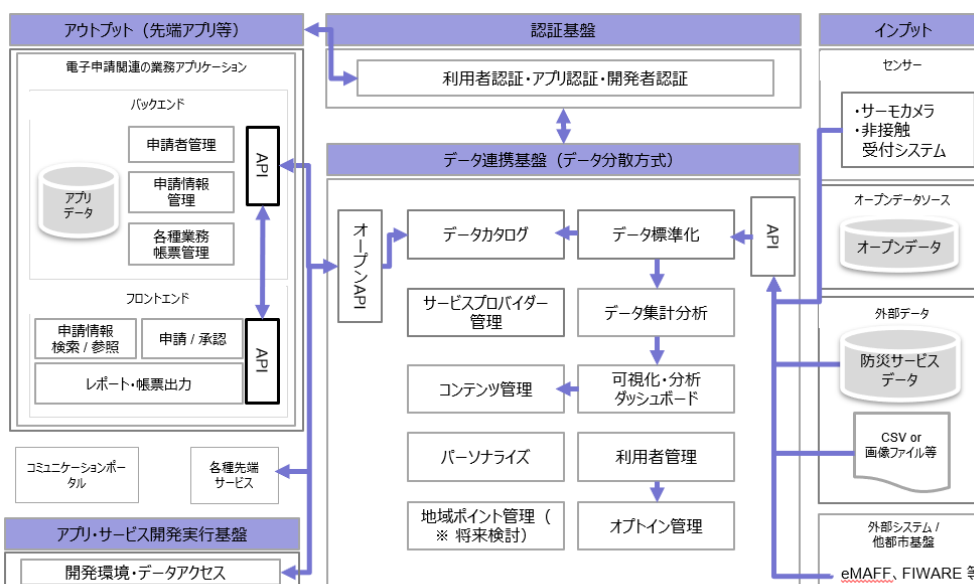 アウトプット（先端アプリ等）
電子申請関連の業務アプリケーション
バックエンド
申請者管理
申請情報
管理
各種業務
帳票管理
アプリ
データ
API
フロントエンド
申請情報
検索 / 参照
申請 / 承認
レポート・帳票出力
API
コミュニケーションポー
タル
各種先端
サービス
アプリ・サービス開発実行基盤
開発環境・データアクセス
認証基盤
利用者認証・アプリ認証・開発者認証
データ連携基盤（データ分散方式）
オープンAPI
データカタログ
データ標準化
API
サービスプロバイダー
管理
データ集計分析
コンテンツ管理
可視化・分析
ダッシュボード
パーソナライズ
利用者管理
地域ポイント管理（
※ 将来検討）
オプトイン管理
インプット
センサー
・サーモカメラ
・非接触
受付システム
オープンデータソース
オープンデータ
外部データ
防災サービス
データ
CSV or
画像ファイル等
外部システム /
他都市基盤
eMAFF、FIWARE 等